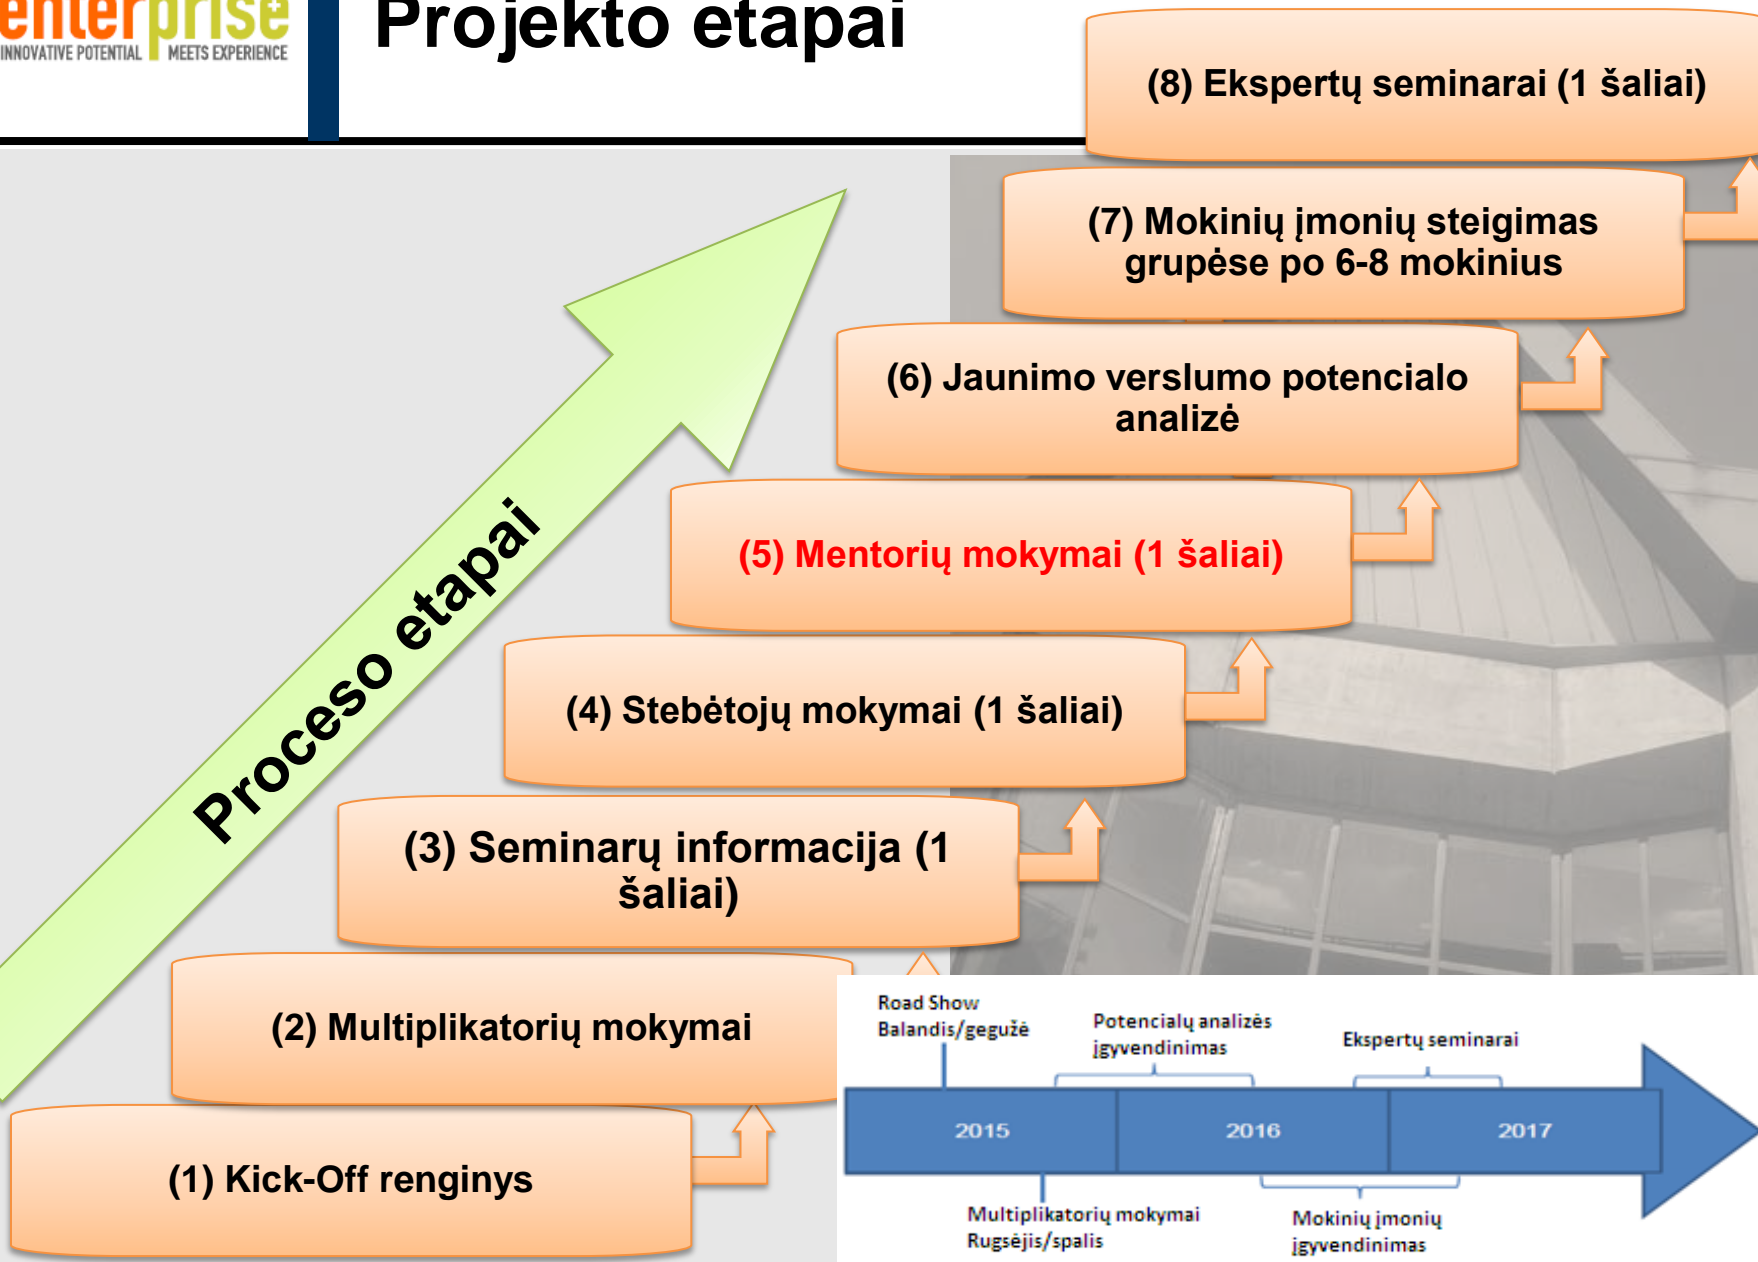 enterprise
INNOVATIVE POTENTIAL MEETS EXPERIENCE
Projekto etapai
(8) Ekspertų seminarai (1 šaliai)
(7) Mokinių įmonių steigimas
grupėse po 6-8 mokinius
(6) Jaunimo verslumo potencialo
analizė
(5) Mentorių mokymai (1 šaliai)
(4) Stebėtojų mokymai (1 šaliai)
(3) Seminarų informacija (1
šaliai)
(2) Multiplikatorių mokymai
(1) Kick-Off renginys
Proceso etapai
Road Show
Balandis/gegužė
Potencialų analizės
įgyvendinimas
Ekspertų seminarai
2015
2016
2017
Multiplikatorių mokymai
Rugsėjis/spalis
Mokinių įmonių
įgyvendinimas